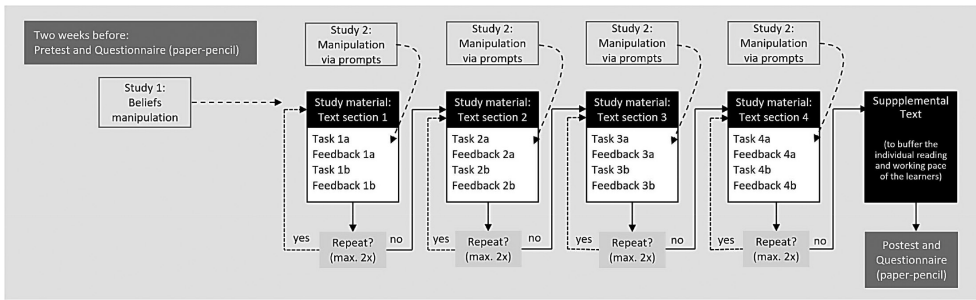 Two weeks before:
Pretest and Questionnaire (paper-pencil)
Study 1:
Beliefs
manipulation
Study 2:
Manipulation
via prompts
Study 2:
Manipulation
via prompts
Study 2:
Manipulation
via prompts
Study 2:
Manipulation
via prompts
Study material:
Text section 1
Task 1a
Feedback 1a
Task 1b
Feedback 1b
yes
Repeat?
(max. 2x)
no
Study material:
Text section 2
Task 2a
Feedback 2a
Task 2b
Feedback 2b
yes
Repeat?
(max. 2x)
no
Study material:
Text section 3
Task 3a
Feedback 3a
Task 3b
Feedback 3b
yes
Repeat?
(max. 2x)
no
Study material:
Text section 4
Task 4a
Feedback 4a
Task 4b
Feedback 4b
yes
Repeat?
(max. 2x)
no
Suppplemental
Text
(to buffer the
individual reading
and working pace
of the learners)
Postest and
Questionnaire
(paper-pencil)